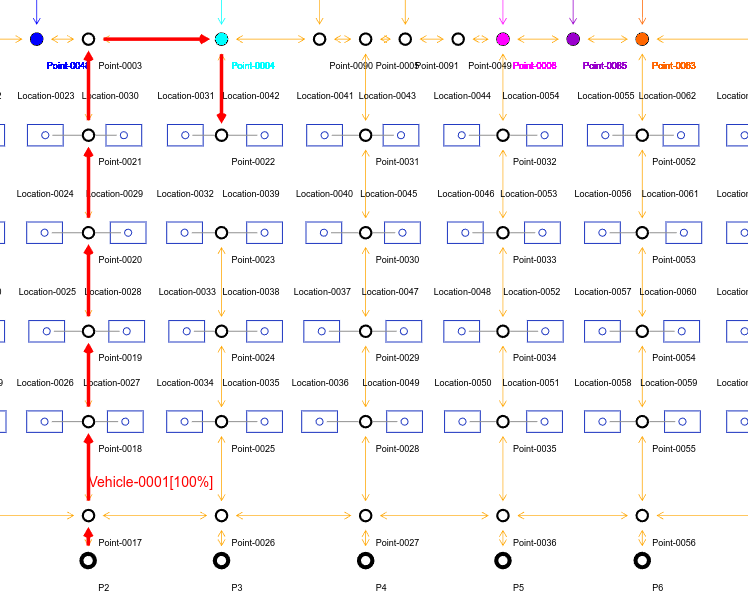 Point-0048 Point-0003 Point-0004 Point-0090 Point-0005 Point-0091 Point-0049 Point-0006 Point-0065 Point-0063
Location-0023 Location-0030 Location-0031 Location-0042 Location-0041 Location-0043 Location-0044 Location-0054 Location-0055 Location-0062
Point-0021 Point-0022 Point-0031 Point-0032 Point-0052
Location-0024 Location-0029 Location-0032 Location-0039 Location-0040 Location-0045 Location-0046 Location-0053 Location-0056 Location-0061
Point-0020 Point-0023 Point-0030 Point-0033 Point-0053
Location-0025 Location-0028 Location-0033 Location-0038 Location-0037 Location-0047 Location-0048 Location-0052 Location-0057 Location-0060
Point-0019 Point-0024 Point-0029 Point-0034 Point-0054
Location-0026 Location-0027 Location-0034 Location-0035 Location-0036 Location-0049 Location-0050 Location-0051 Location-0058 Location-0059
Point-0018 Point-0025 Point-0028 Point-0035 Point-0055
Vehicle-0001[100%]
Point-0017 Point-0026 Point-0027 Point-0036 Point-0056
P2 P3 P4 P5 P6